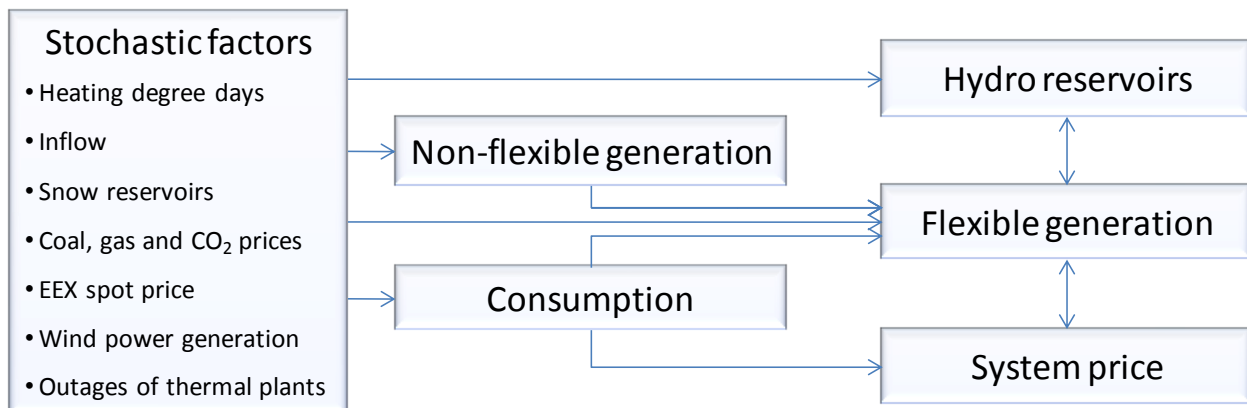 Stochastic factors
• Heating degree days
• Inflow
• Snow reservoirs
• Coal, gas and CO₂ prices
• EEX spot price
• Wind power generation
• Outages of thermal plants
Non-flexible generation
Consumption
Hydro reservoirs
Flexible generation
System price